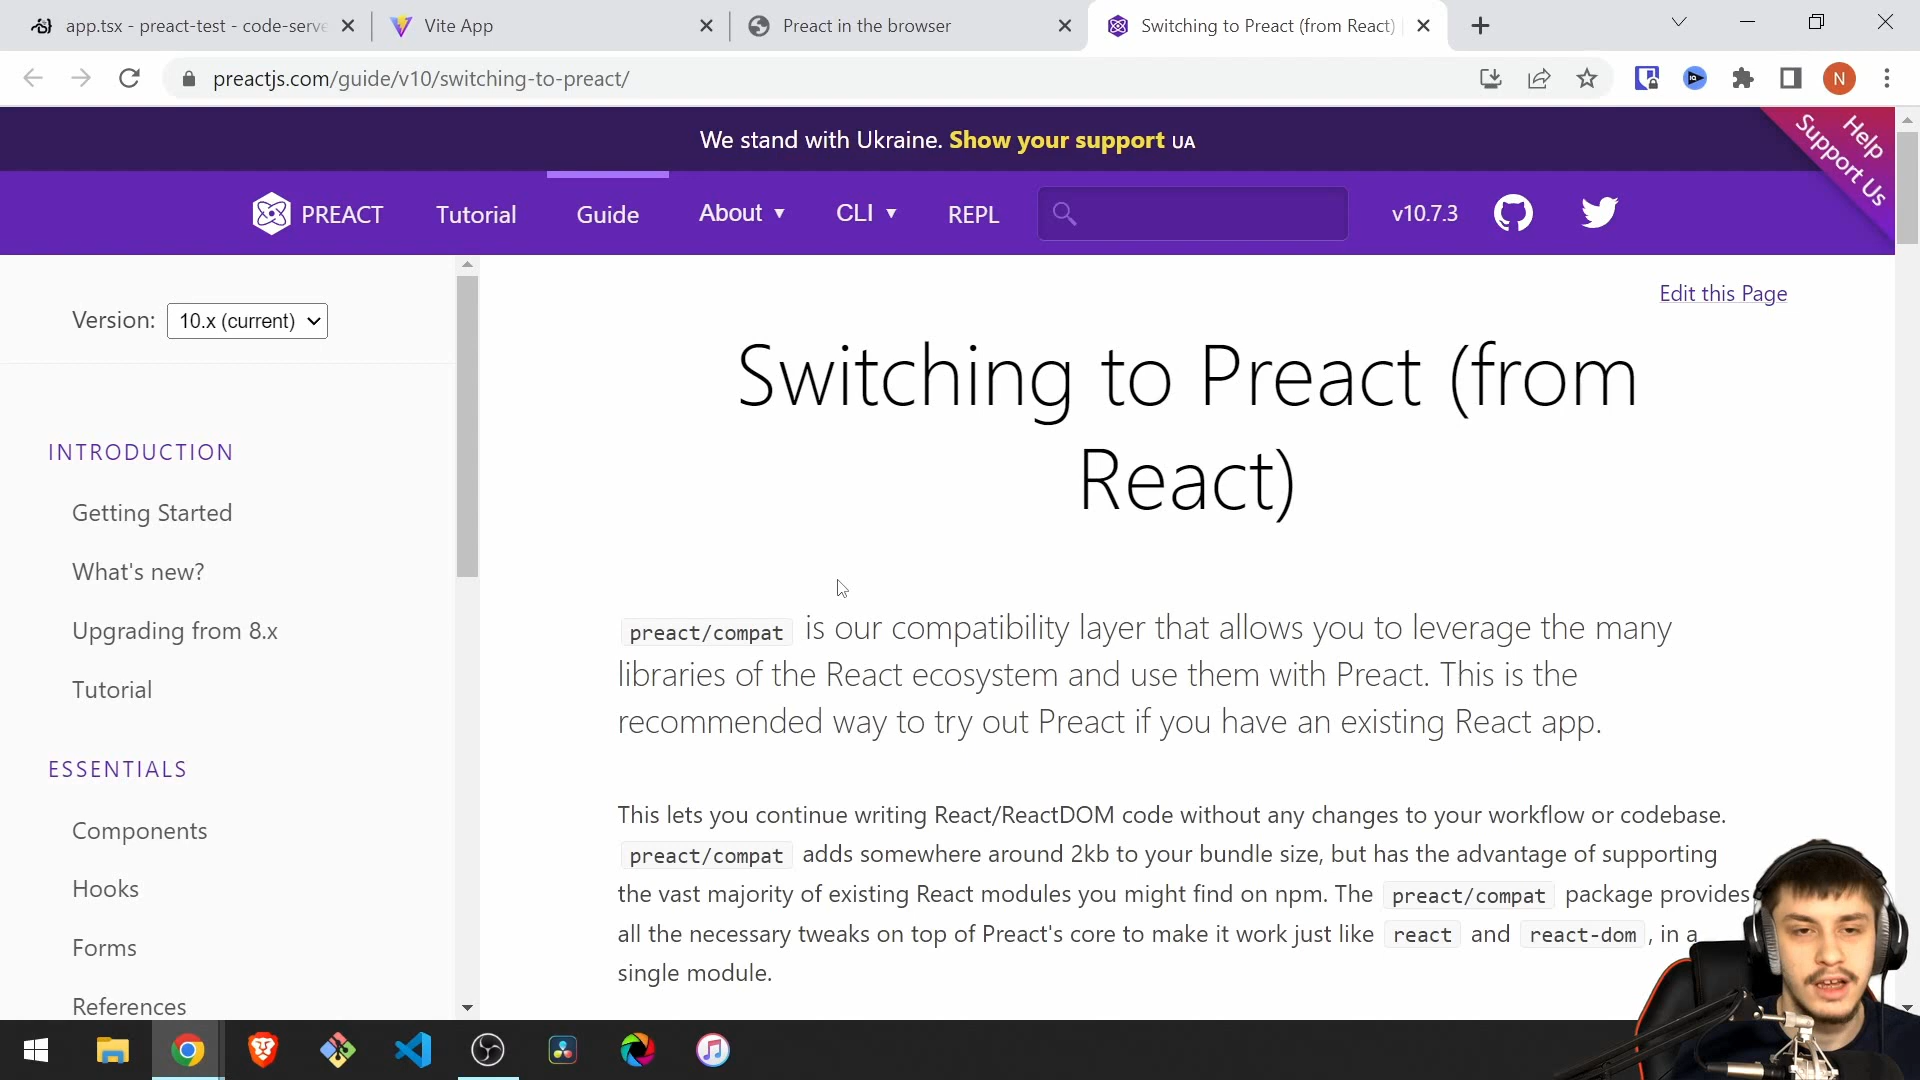 app.tsx - preact-test - code-serve
Vite App
Preact in the browser
Switching to Preact (from React)
preactjs.com/guide/v10/switching-to-preact/
N
We stand with Ukraine. Show your support UA
Help
Support Us
PREACT
Tutorial
Guide
About ▼
CLI ▼
REPL
v10.7.3
Version: 10.x (current)
Edit this Page
INTRODUCTION
Getting Started
What's new?
Upgrading from 8.x
Tutorial
ESSENTIALS
Components
Hooks
Forms
References
Switching to Preact (from
React)
preact/compat is our compatibility layer that allows you to leverage the many
libraries of the React ecosystem and use them with Preact. This is the
recommended way to try out Preact if you have an existing React app.
This lets you continue writing React/ReactDOM code without any changes to your workflow or codebase.
preact/compat adds somewhere around 2kb to your bundle size, but has the advantage of supporting
the vast majority of existing React modules you might find on npm. The preact/compat package provides
all the necessary tweaks on top of Preact's core to make it work just like react and react-dom, in a
single module.